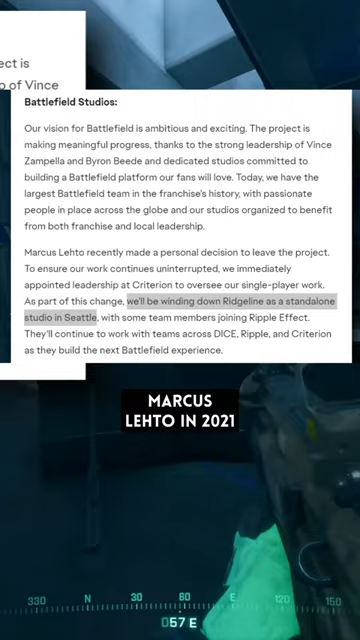 ect is
p of Vince
Battlefield Studios:
Our vision for Battlefield is ambitious and exciting. The project is
making meaningful progress, thanks to the strong leadership of Vince
Zampella and Byron Beede and dedicated studios committed to
building a Battlefield platform our fans will love. Today, we have the
largest Battlefield team in the franchise's history, with passionate
people in place across the globe and our studios organized to benefit
from both franchise and local leadership.
Marcus Lehto recently made a personal decision to leave the project.
To ensure our work continues uninterrupted, we immediately
appointed leadership at Criterion to oversee our single-player work.
As part of this change, we'll be winding down Ridgeline as a standalone
studio in Seattle, with some team members joining Ripple Effect.
They'll continue to work with teams across DICE, Ripple, and Criterion
as they build the next Battlefield experience.
MARCUS
LEHTO IN 2021
330 N 30 60 E 120 150
057 E